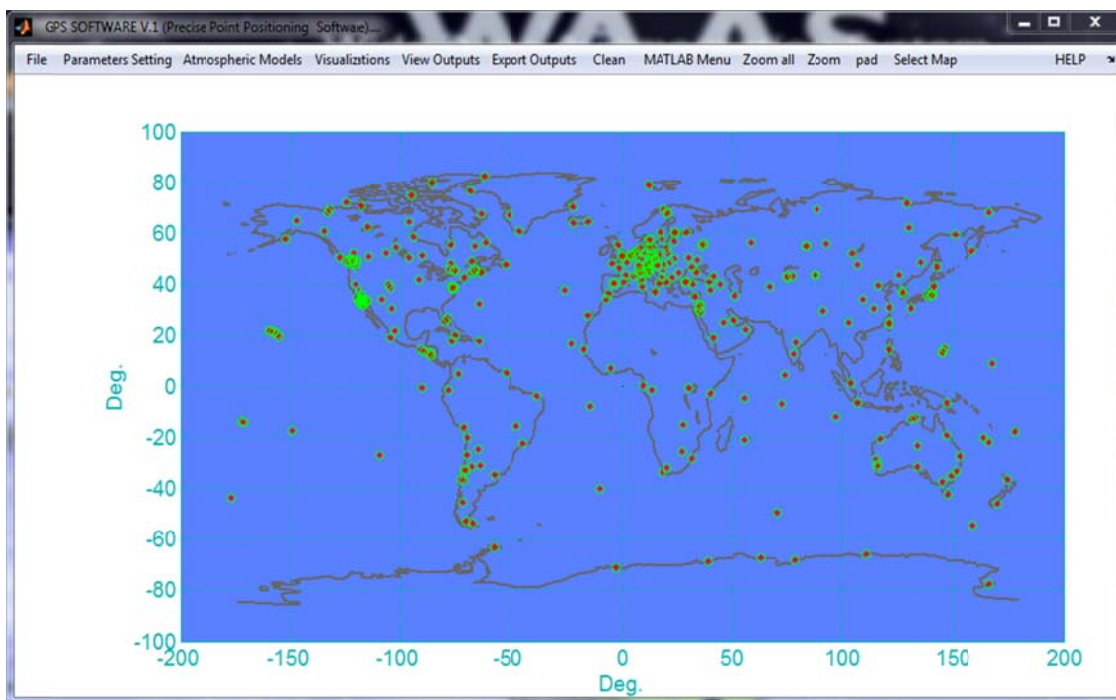 WAAS
GPS SOFTWARE V.1 (Precise Point Positioning Software)....
File Parameters Setting Atmospheric Models Visualizations View Outputs Export Outputs Clean MATLAB Menu Zoom all Zoom pad Select Map HELP
100
80
60
40
20
0
-20
-40
-60
-80
-100
Deg.
-200 -150 -100 -50 0 50 100 150 200
Deg.